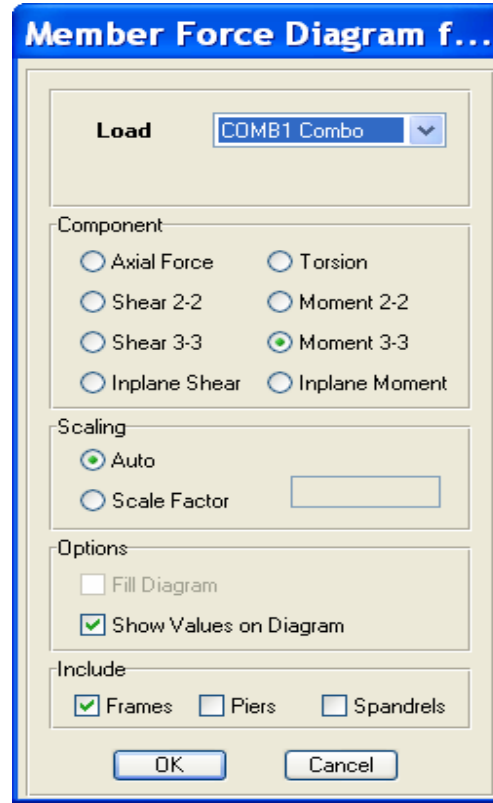 Member Force Diagram f...
Load COMB1 Combo
Component
Axial Force Torsion
Shear 2-2 Moment 2-2
Shear 3-3 Moment 3-3
Inplane Shear Inplane Moment
Scaling
Auto
Scale Factor
Options
Fill Diagram
Show Values on Diagram
Include
Frames Piers Spandrels
OK Cancel